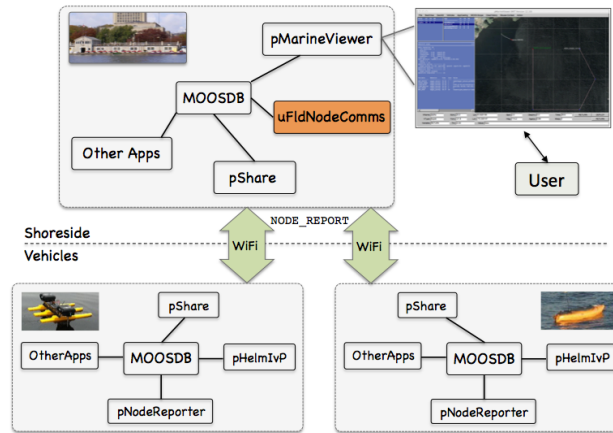 pMarineViewer
MOOSDB
uFldNodeComms
Other Apps
pShare
User
NODE_REPORT
WiFi
WiFi
Shoreside
Vehicles
pShare
OtherApps
MOOSDB
pHelmIvP
pNodeReporter
pShare
OtherApps
MOOSDB
pHelmIvP
pNodeReporter